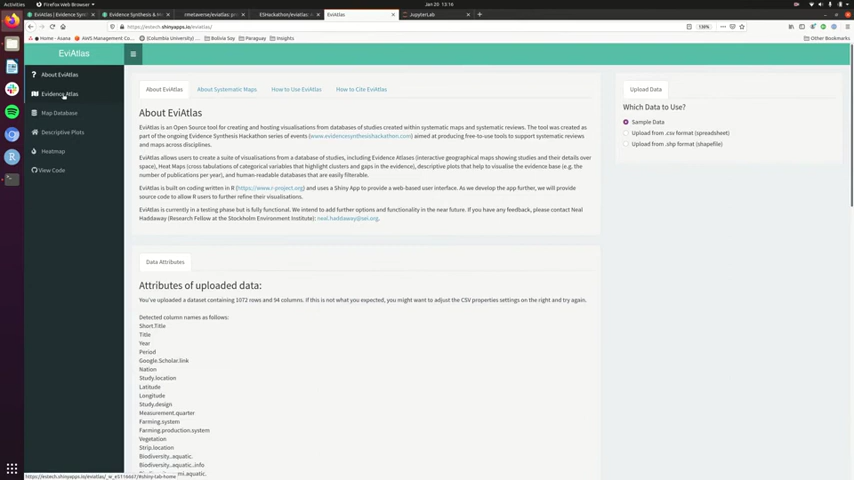 Activities
Firefox Web Browser
Jan 20 13:16
EviAtlas | Evidence Synt
Evidence Synthesis & M
rmetaverse/eviatlas: p
ESHackathon/eviatlas
EviAtlas
JupyterLab
https://estech.shinyapps.io/eviatlas/
130%
Home - Asana
AWS Management Con
(Columbia University)
Bolivia Soy
Paraguay
Insights
Other Bookmarks
EviAtlas
About EviAtlas
Evidence Atlas
Map Database
Descriptive Plots
Heatmap
View Code
About EviAtlas
About Systematic Maps
How to Use EviAtlas
How to Cite EviAtlas
About EviAtlas
EviAtlas is an Open Source tool for creating and hosting visualisations from databases of studies created within systematic maps and systematic reviews. The tool was created as
part of the ongoing Evidence Synthesis Hackathon series of events (www.evidencesynthesishackathon.com) aimed at producing free-to-use tools to support systematic reviews
and maps across disciplines.
EviAtlas allows users to create a suite of visualisations from a database of studies, including Evidence Atlases (interactive geographical maps showing studies and their details over
space), Heat Maps (cross tabulations of categorical variables that highlight clusters and gaps in the evidence), descriptive plots that help to visualise the evidence base (e.g. the
number of publications per year), and human-readable databases that are easily filterable.
EviAtlas is built on coding written in R (https://www.r-project.org) and uses a Shiny App to provide a web-based user interface. As we develop the app further, we will provide
source code to allow R users to further refine their visualisations.
EviAtlas is currently in a testing phase but is fully functional. We intend to add further options and functionality in the near future. If you have any feedback, please contact Neal
Haddaway (Research Fellow at the Stockholm Environment Institute): neal.haddaway@sei.org.
Upload Data
Which Data to Use?
Sample Data
Upload from .csv format (spreadsheet)
Upload from .shp format (shapefile)
Data Attributes
Attributes of uploaded data:
You've uploaded a dataset containing 1072 rows and 94 columns. If this is not what you expected, you might want to adjust the CSV properties settings on the right and try again.
Detected column names as follows:
Short.Title
Title
Year
Period
Google.Scholar.link
Nation
Study.location
Latitude
Longitude
Study.design
Measurement.quarter
Farming.system
Farming.production.system
Vegetation
Strip.location
Biodiversity..aquatic.
Biodiversity..aquatic..info
mi.aquatic.